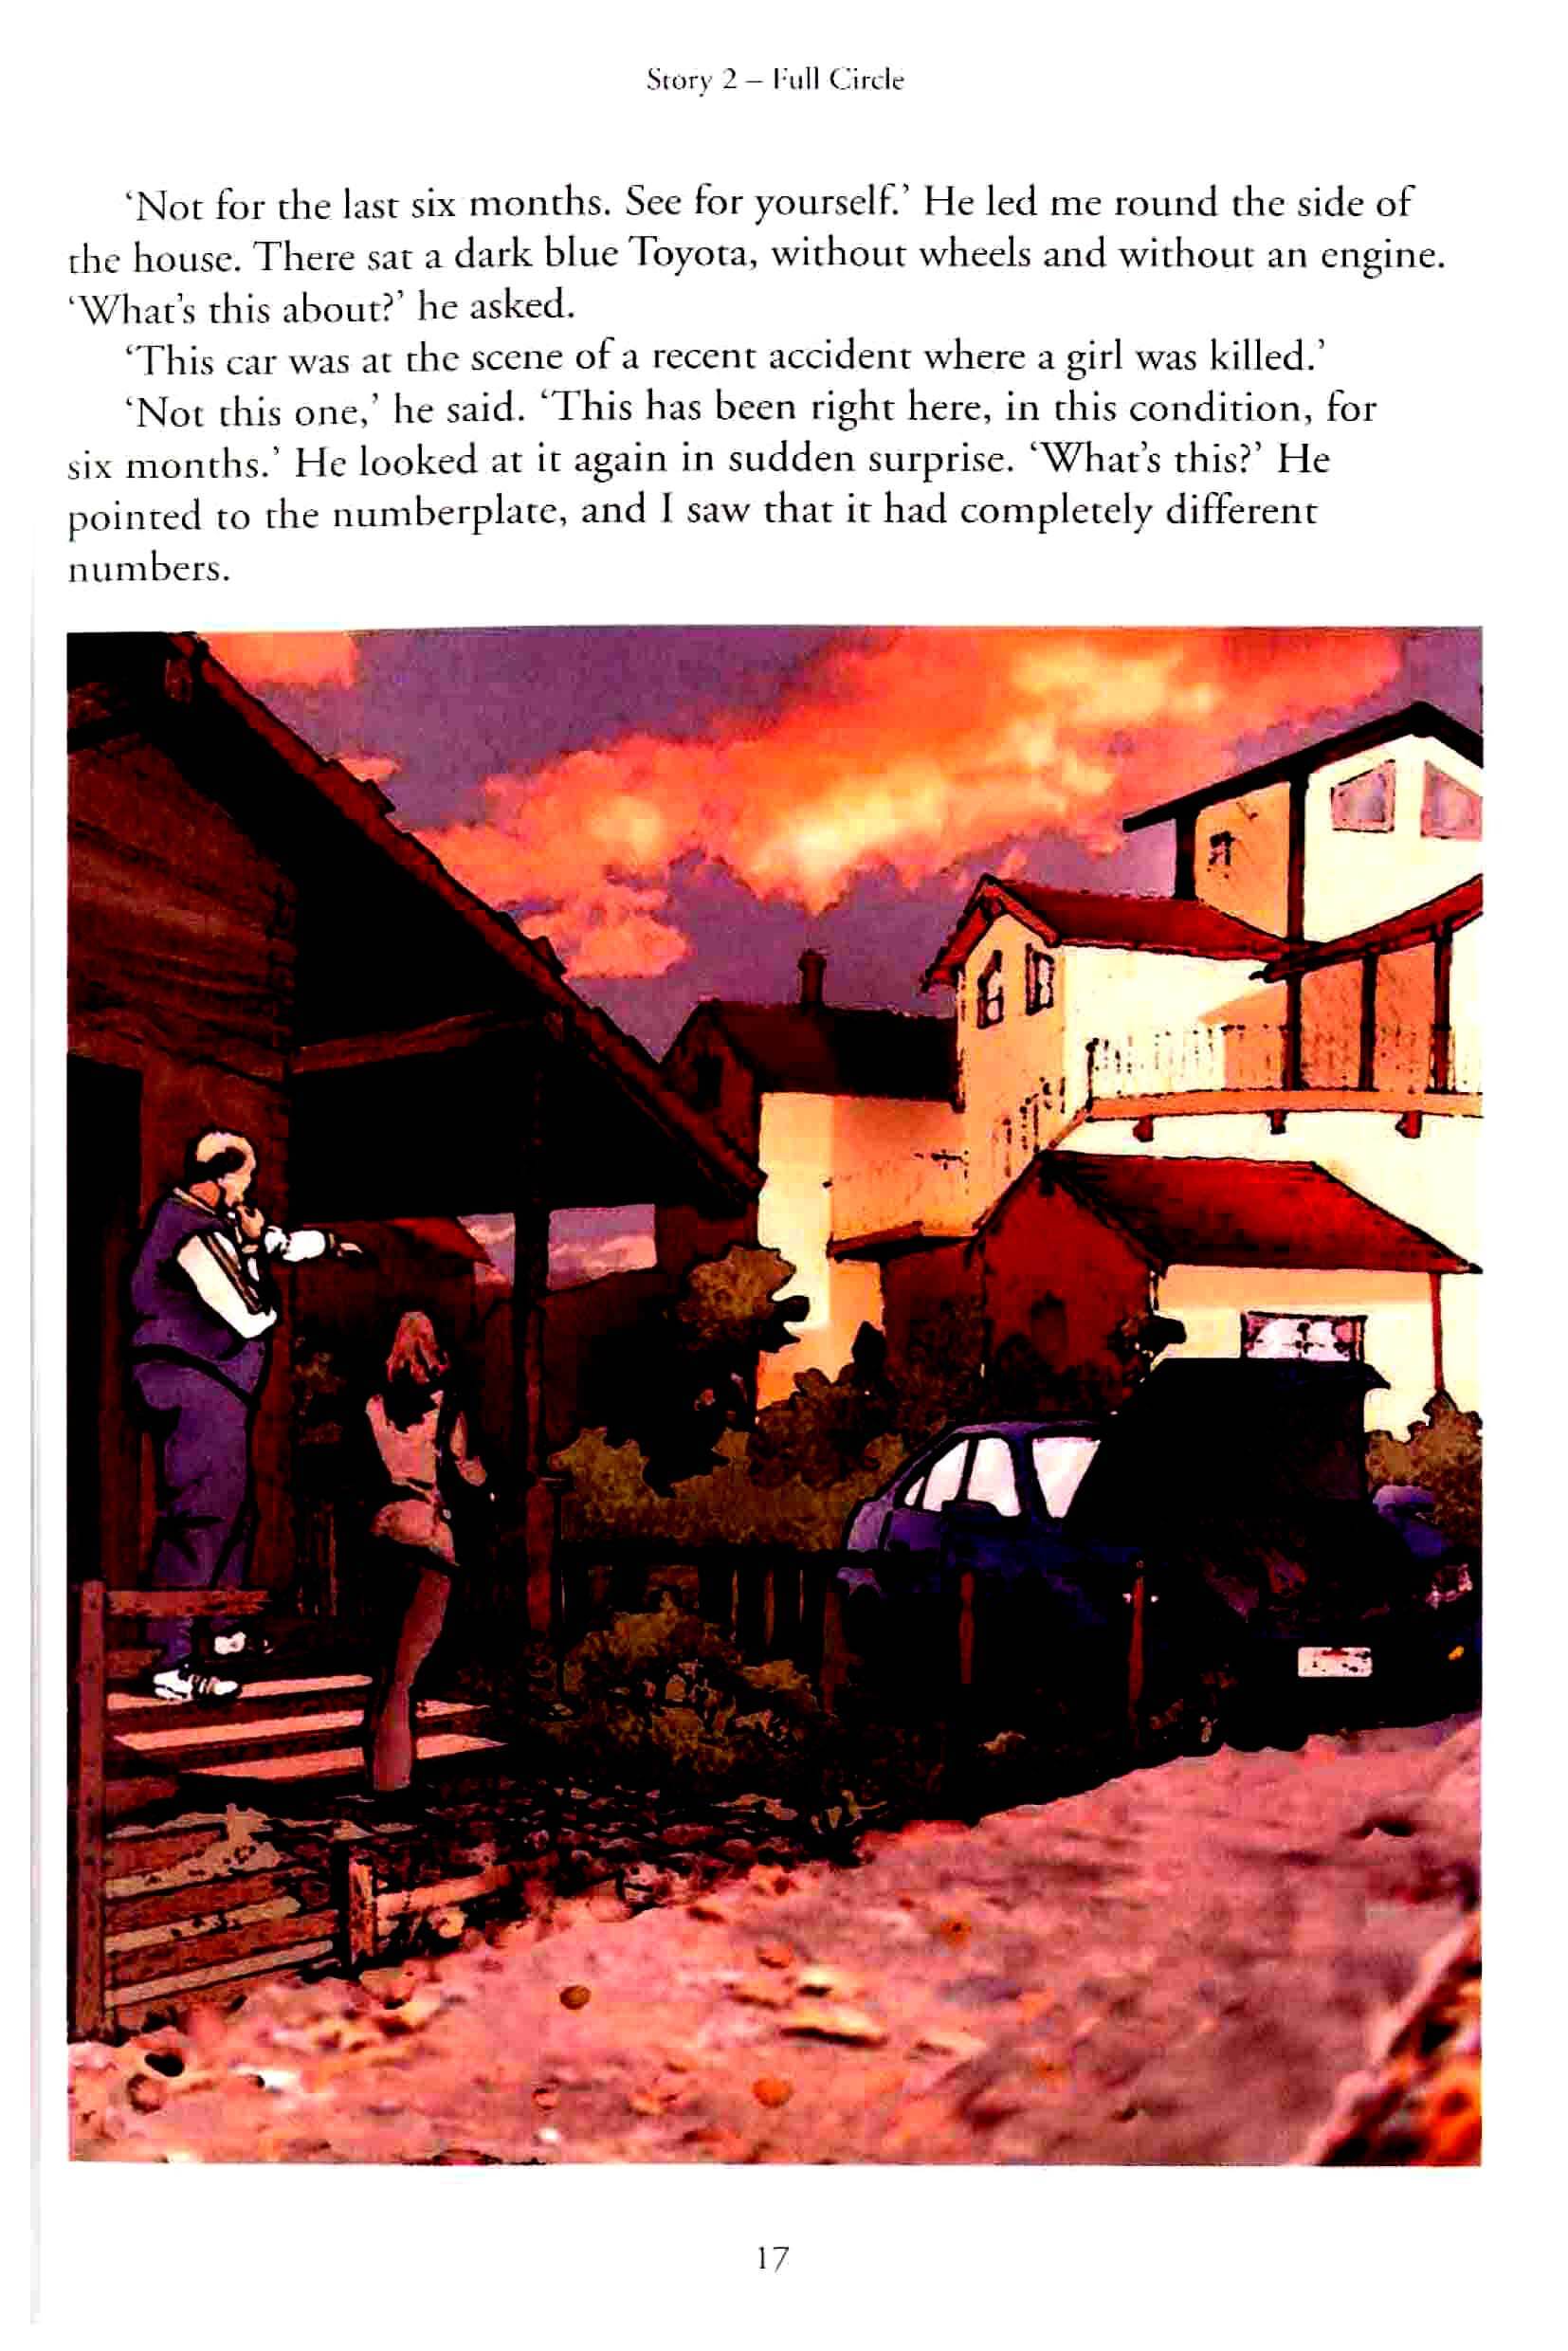 Story 2 – Full Circle
‘Not for the last six months. See for yourself.’ He led me round the side of
the house. There sat a dark blue Toyota, without wheels and without an engine.
‘What’s this about?’ he asked.
‘This car was at the scene of a recent accident where a girl was killed.’
‘Not this one,’ he said. ‘This has been right here, in this condition, for
six months.’ He looked at it again in sudden surprise. ‘What’s this?’ He
pointed to the numberplate, and I saw that it had completely different
numbers.
17